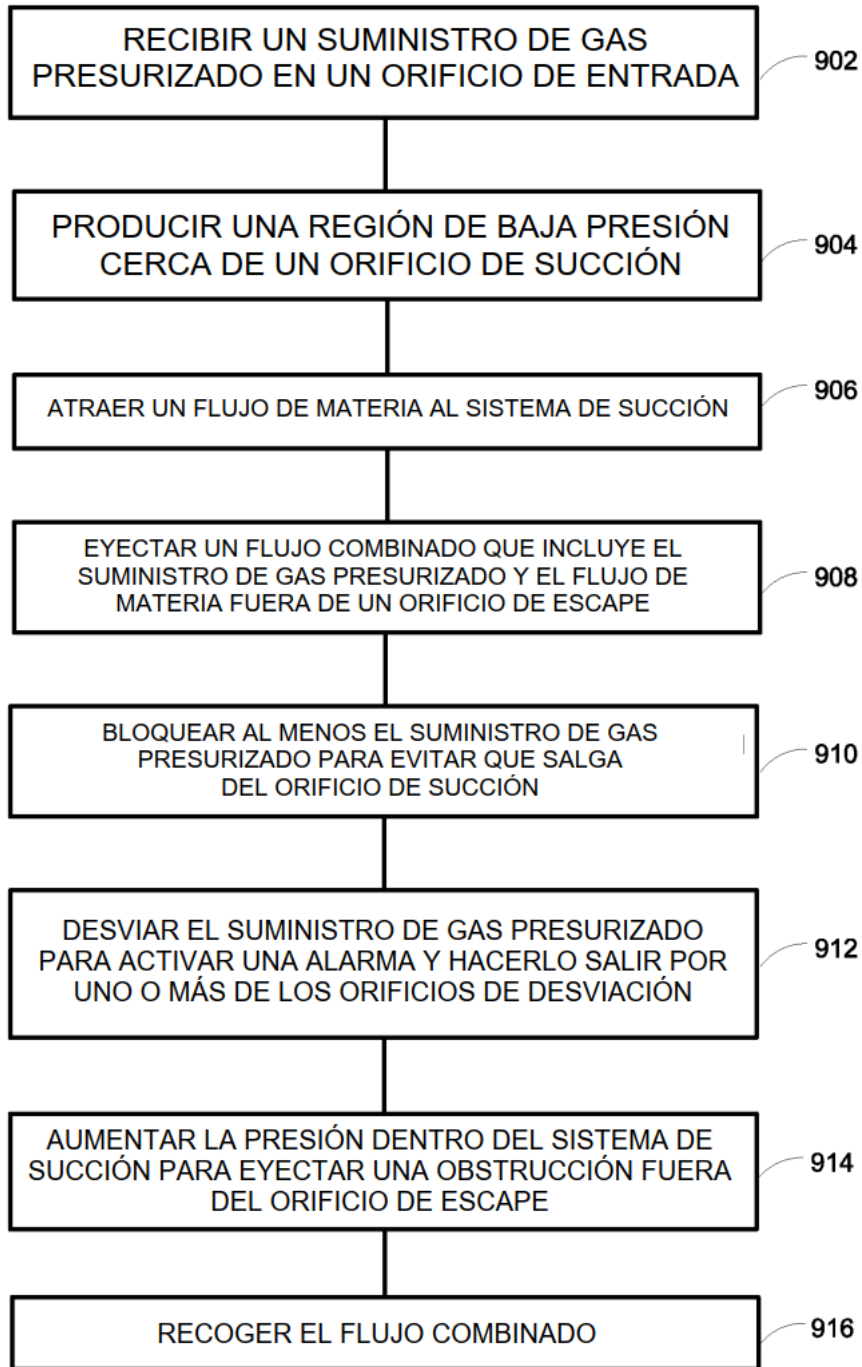 RECIBIR UN SUMINISTRO DE GAS
PRESURIZADO EN UN ORIFICIO DE ENTRADA
902
PRODUCIR UNA REGIÓN DE BAJA PRESIÓN
CERCA DE UN ORIFICIO DE SUCCIÓN
904
ATRAER UN FLUJO DE MATERIA AL SISTEMA DE SUCCIÓN
906
EYECTAR UN FLUJO COMBINADO QUE INCLUYE EL
SUMINISTRO DE GAS PRESURIZADO Y EL FLUJO DE
MATERIA FUERA DE UN ORIFICIO DE ESCAPE
908
BLOQUEAR AL MENOS EL SUMINISTRO DE GAS
PRESURIZADO PARA EVITAR QUE SALGA
DEL ORIFICIO DE SUCCIÓN
910
DESVIAR EL SUMINISTRO DE GAS PRESURIZADO
PARA ACTIVAR UNA ALARMA Y HACERLO SALIR POR
UNO O MÁS DE LOS ORIFICIOS DE DESVIACIÓN
912
AUMENTAR LA PRESIÓN DENTRO DEL SISTEMA DE
SUCCIÓN PARA EYECTAR UNA OBSTRUCCIÓN FUERA
DEL ORIFICIO DE ESCAPE
914
RECOGER EL FLUJO COMBINADO
916